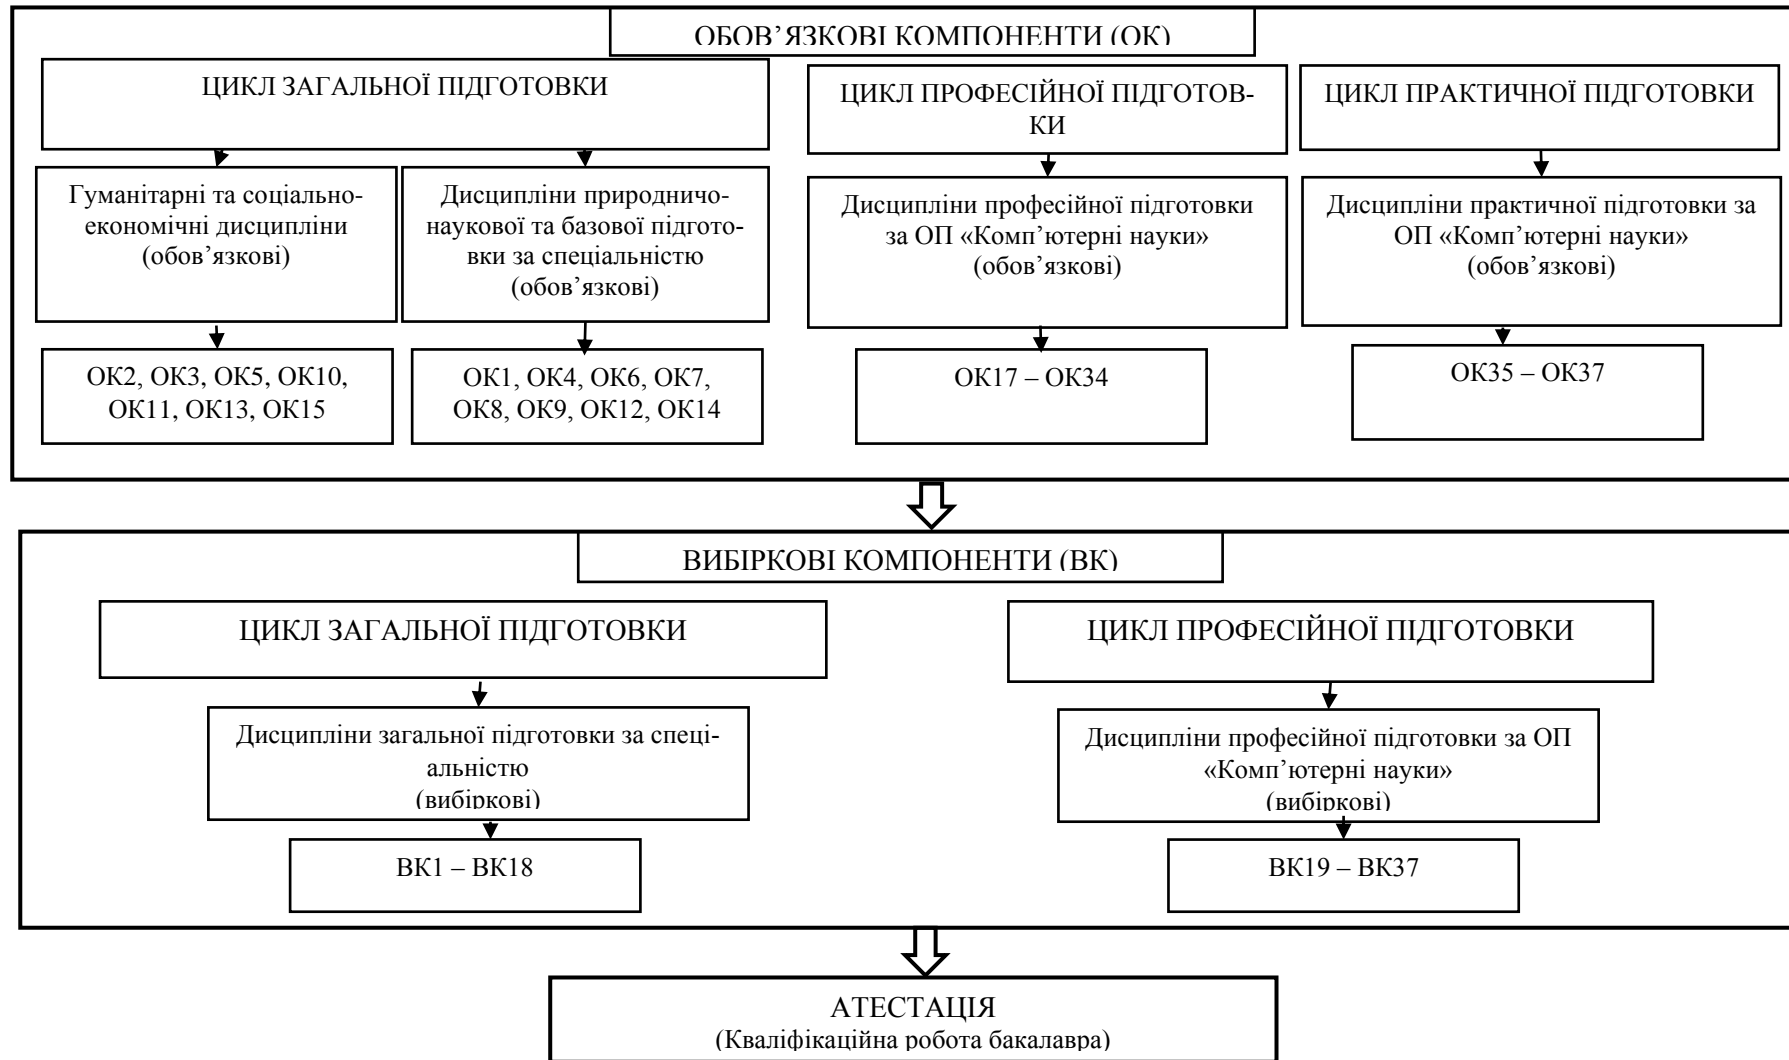 ОБОВ’ЯЗКОВІ КОМПОНЕНТИ (ОК)
ЦИКЛ ЗАГАЛЬНОЇ ПІДГОТОВКИ
ЦИКЛ ПРОФЕСІЙНОЇ ПІДГОТОВ-
КИ
ЦИКЛ ПРАКТИЧНОЇ ПІДГОТОВКИ
Гуманітарні та соціально-
економічні дисципліни
(обов’язкові)
Дисципліни природничо-
наукової та базової підгото-
вки за спеціальністю
(обов’язкові)
Дисципліни професійної підготовки
за ОП «Комп’ютерні науки»
(обов’язкові)
Дисципліни практичної підготовки за
ОП «Комп’ютерні науки»
(обов’язкові)
ОК2, ОК3, ОК5, ОК10,
ОК11, ОК13, ОК15
ОК1, ОК4, ОК6, ОК7,
ОК8, ОК9, ОК12, ОК14
ОК17 – ОК34
ОК35 – ОК37
ВИБІРКОВІ КОМПОНЕНТИ (ВК)
ЦИКЛ ЗАГАЛЬНОЇ ПІДГОТОВКИ
ЦИКЛ ПРОФЕСІЙНОЇ ПІДГОТОВКИ
Дисципліни загальної підготовки за спеці-
альністю
(вибіркові)
Дисципліни професійної підготовки за ОП
«Комп’ютерні науки»
(вибіркові)
ВК1 – ВК18
ВК19 – ВК37
АТЕСТАЦІЯ
(Кваліфікаційна робота бакалавра)